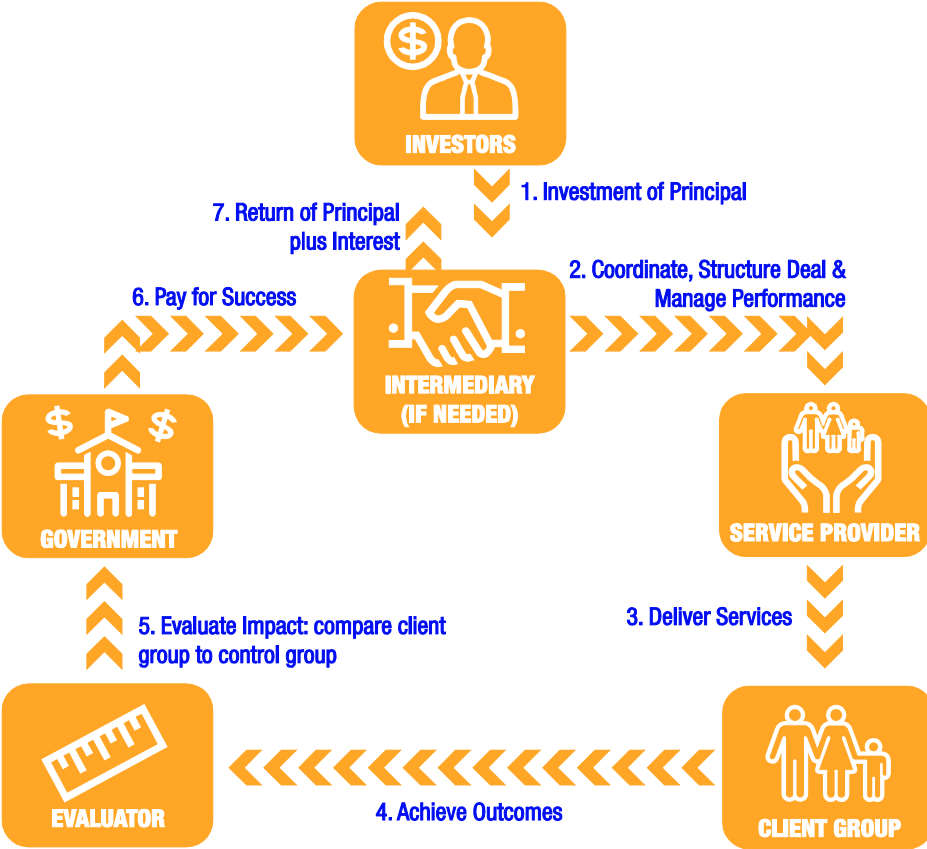 $
INVESTORS
1. Investment of Principal
7. Return of Principal
plus Interest
2. Coordinate, Structure Deal &
Manage Performance
6. Pay for Success
INTERMEDIARY
(IF NEEDED)
$ $
GOVERNMENT
SERVICE PROVIDER
5. Evaluate Impact: compare client
group to control group
3. Deliver Services
EVALUATOR
4. Achieve Outcomes
CLIENT GROUP